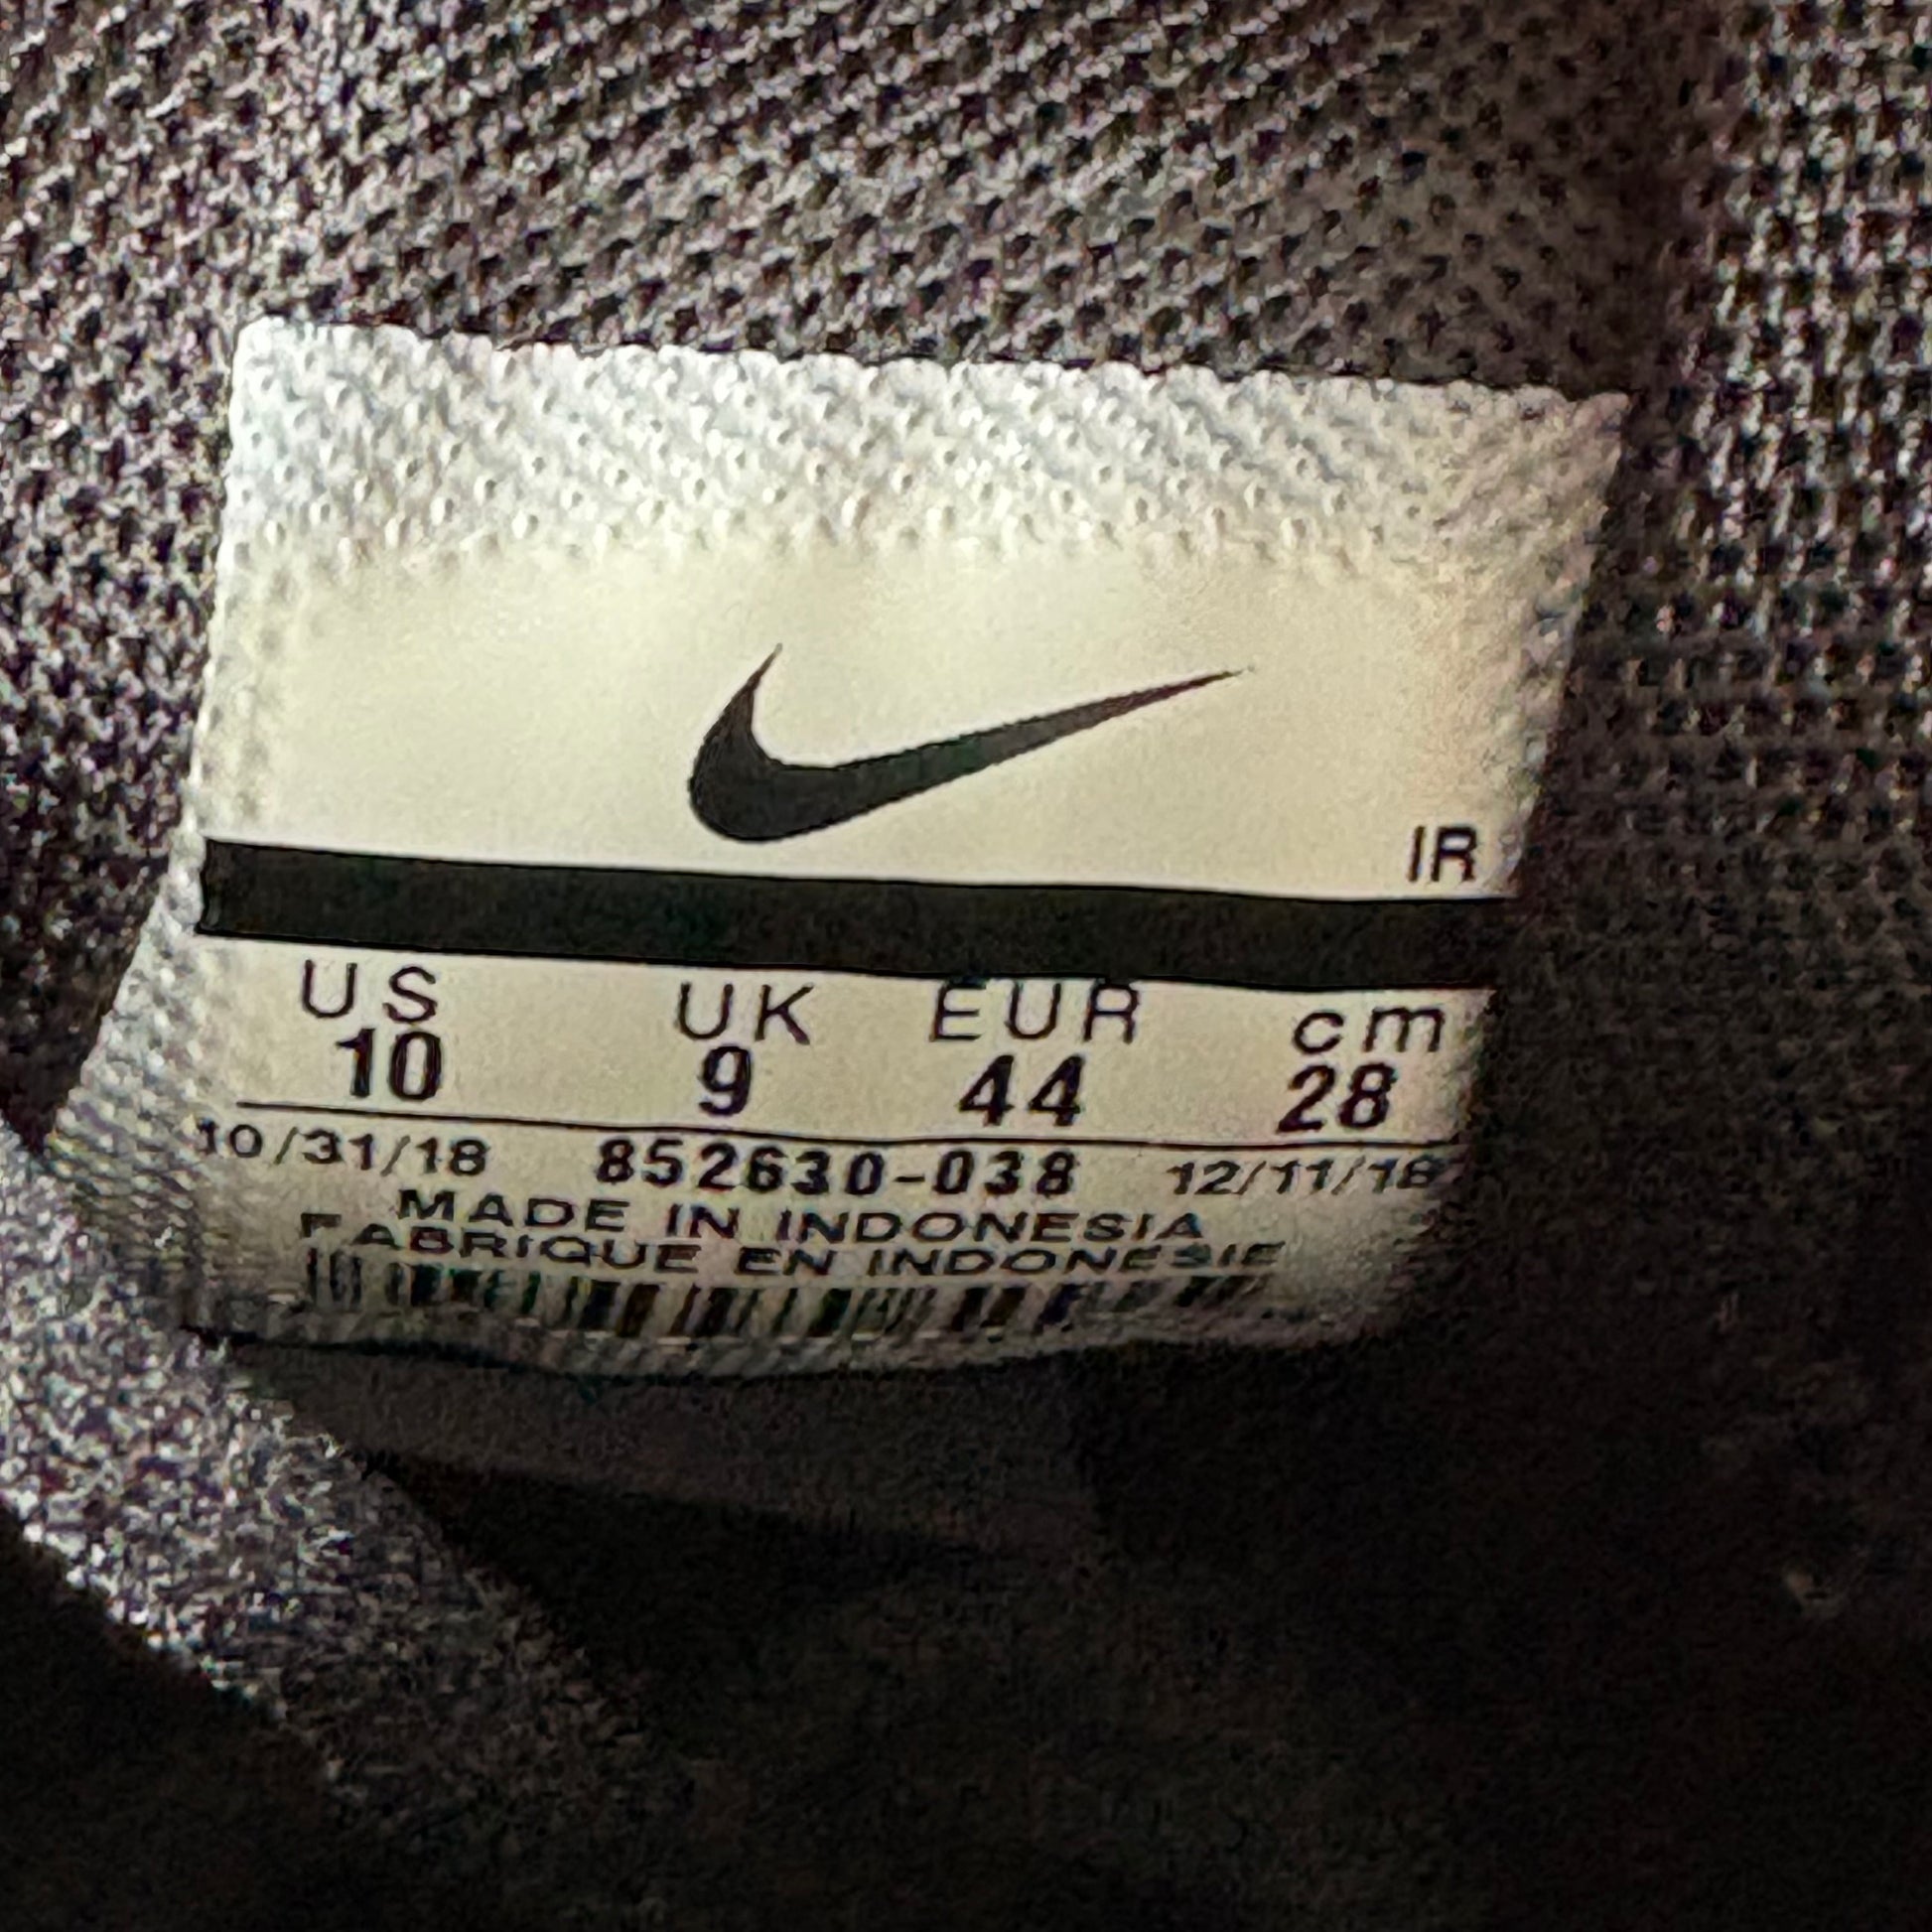 IR
US UK EUR cm
10 9 44 28
10/31/18 852630-038 12/11/18
MADE IN INDONESIA
FABRIQUE EN INDONESIE